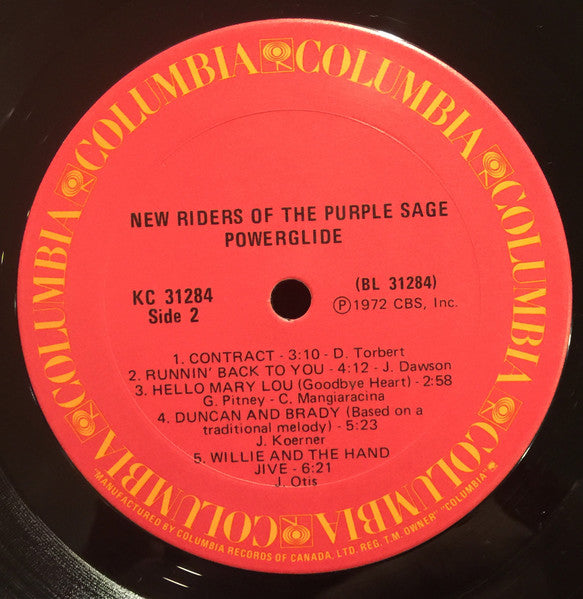 COLUMBIA COLUMBIA COLUMBIA COLUMBIA COLUMBIA COLUMBIA
NEW RIDERS OF THE PURPLE SAGE
POWERGLIDE
KC 31284
Side 2
(BL 31284)
Ⓟ1972 CBS, Inc.
1. CONTRACT - 3:10 - D. Torbert
2. RUNNIN' BACK TO YOU - 4:12 - J. Dawson
3. HELLO MARY LOU (Goodbye Heart) - 2:58
G. Pitney - C. Mangiaracina
4. DUNCAN AND BRADY (Based on a
traditional melody) - 5:23
J. Koerner
5. WILLIE AND THE HAND
JIVE - 6:21
J. Otis
"MANUFACTURED BY COLUMBIA RECORDS OF CANADA, LTD. REG. T.M. OWNER" "COLUMBIA"